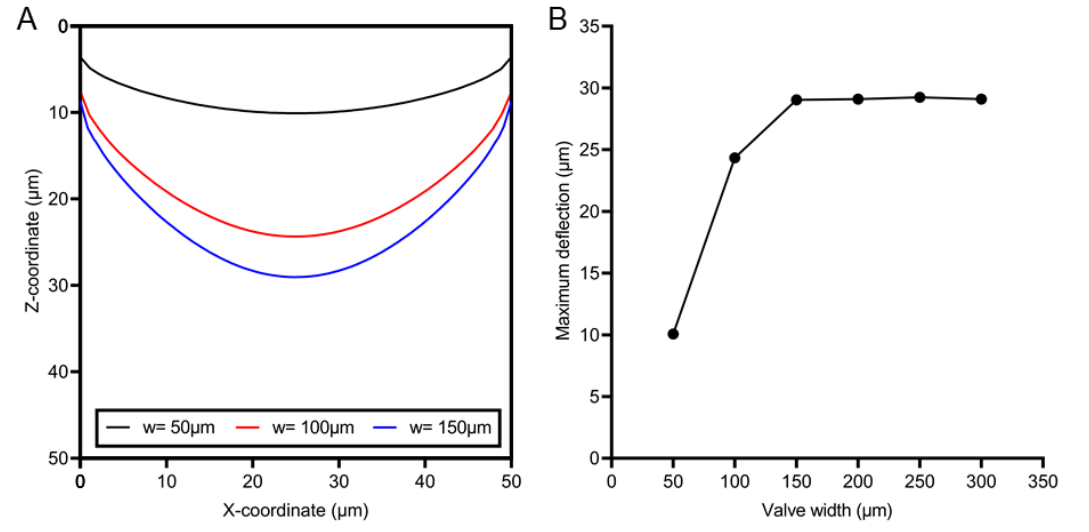 A
0
10
20
30
40
50
Z-coordinate (µm)
w= 50µm w= 100µm w= 150µm
0 10 20 30 40 50
X-coordinate (µm)
B
35
30
25
20
15
10
5
0
Maximum deflection (µm)
0 50 100 150 200 250 300 350
Valve width (µm)